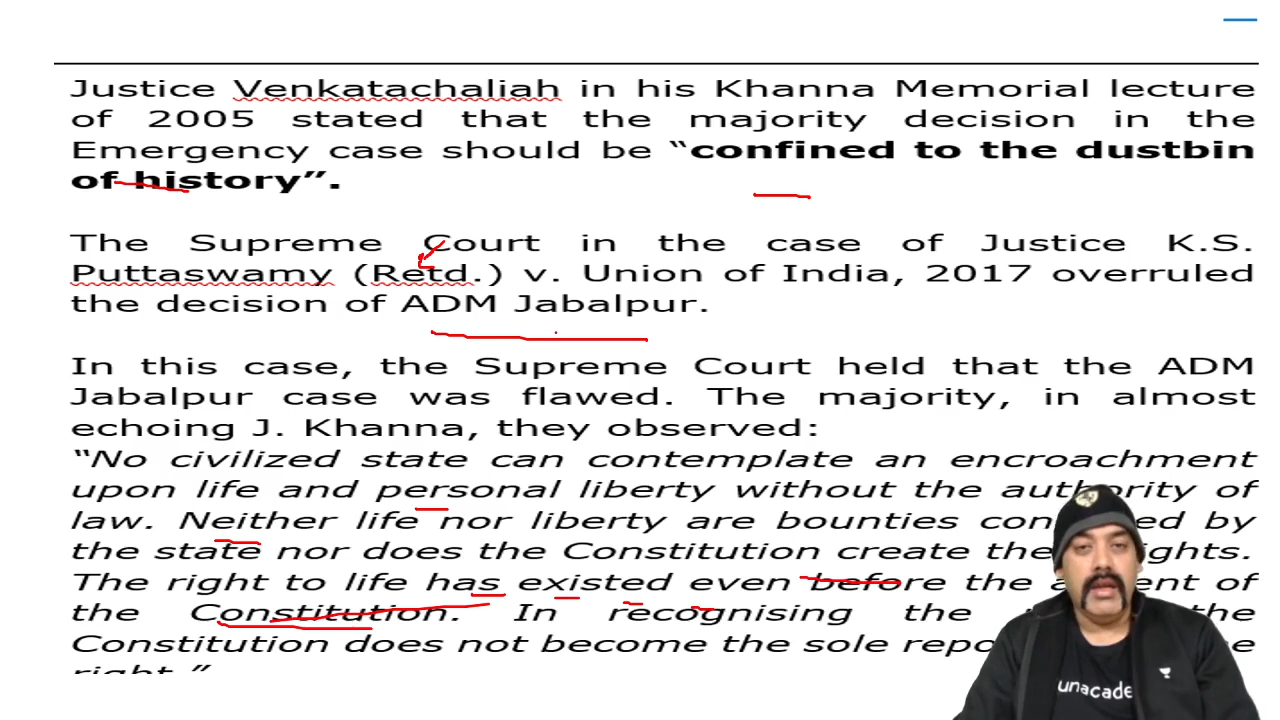 Justice Venkatachaliah in his Khanna Memorial lecture
of 2005 stated that the majority decision in the
Emergency case should be “confined to the dustbin
of history”.
The Supreme Court in the case of Justice K.S.
Puttaswamy (Retd.) v. Union of India, 2017 overruled
the decision of ADM Jabalpur.
In this case, the Supreme Court held that the ADM
Jabalpur case was flawed. The majority, in almost
echoing J. Khanna, they observed:
“No civilized state can contemplate an encroachment
upon life and personal liberty without the authority of
law. Neither life nor liberty are bounties by
the state nor does the Constitution create
The right to life has existed even before the of
the Constitution. In recognising the the
Constitution does not become the sole
right.”
unacade